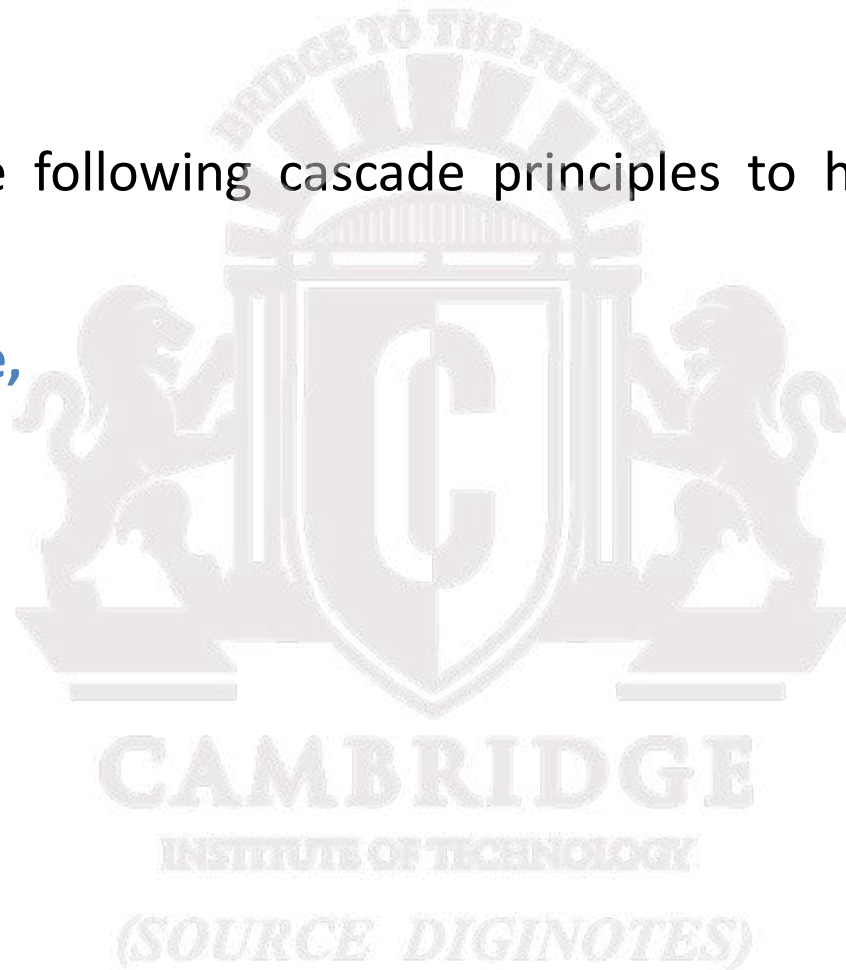 BRIDGE TO THE FUTURE
e following cascade principles to h
e,
C
CAMBRIDGE
INSTITUTE OF TECHNOLOGY
(SOURCE DIGINOTES)